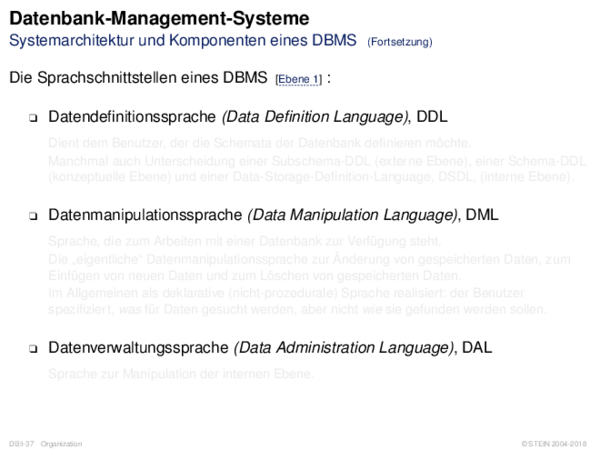 Datenbank-Management-Systeme
Systemarchitektur und Komponenten eines DBMS (Fortsetzung)
Die Sprachschnittstellen eines DBMS [Ebene 1] :
❑ Datendefinitionssprache (Data Definition Language), DDL
Dient dem Benutzer, der die Schemata der Datenbank definieren möchte.
Manchmal auch Unterscheidung einer Subschema-DDL (externe Ebene), einer Schema-DDL
(konzeptuelle Ebene) und einer Data-Storage-Definition-Language, DSDL, (interne Ebene).
❑ Datenmanipulationssprache (Data Manipulation Language), DML
Sprache, die zum Arbeiten mit einer Datenbank zur Verfügung steht.
Die „eigentliche" Datenmanipulationssprache zur Änderung von gespeicherten Daten, zum
Einfügen von neuen Daten und zum Löschen von gespeicherten Daten.
Im Allgemeinen als deklarative (nicht-prozedurale) Sprache realisiert: der Benutzer
spezifiziert, was für Daten gesucht werden, aber nicht wie sie gefunden werden sollen.
❑ Datenverwaltungssprache (Data Administration Language), DAL
Sprache zur Manipulation der internen Ebene.
DB:I-37 Organization
© STEIN 2004-2018